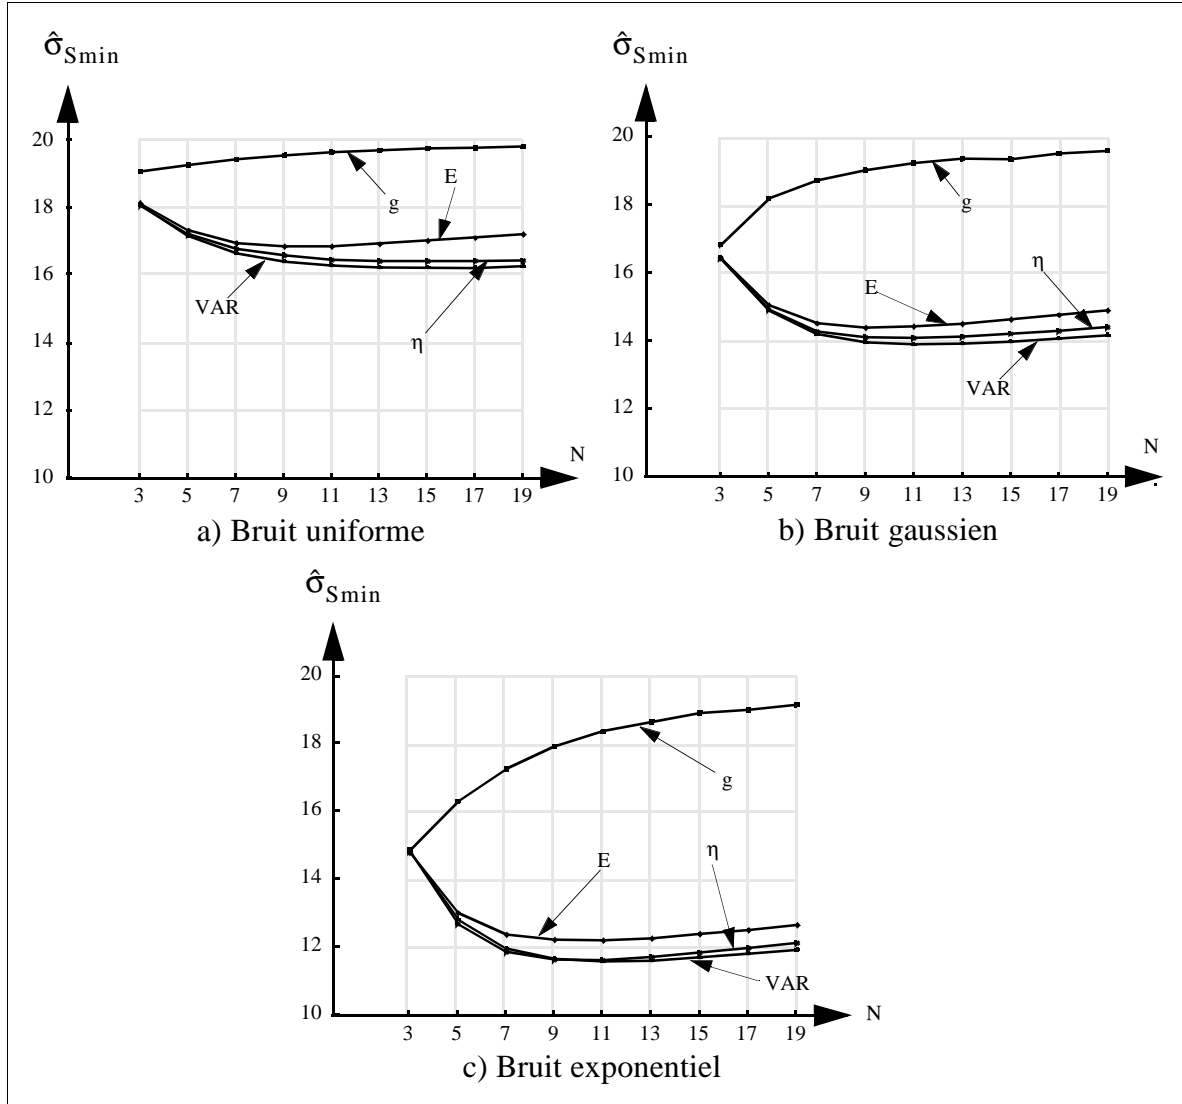 σ̂Smin
20
18
16
14
12
10
3 5 7 9 11 13 15 17 19
N
g
E
VAR
η
a) Bruit uniforme
σ̂Smin
20
18
16
14
12
10
3 5 7 9 11 13 15 17 19
N
g
E
η
VAR
b) Bruit gaussien
σ̂Smin
20
18
16
14
12
10
3 5 7 9 11 13 15 17 19
N
g
E
η
VAR
c) Bruit exponentiel